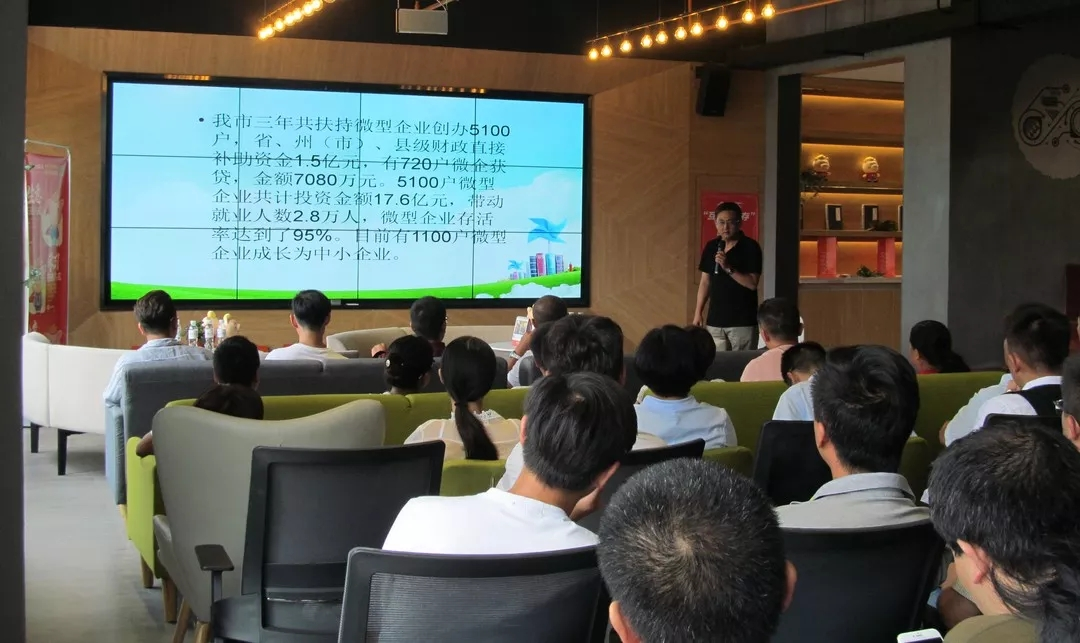 • 我市三年共扶持微型企业创办5100
户，省、州（市）、县级财政直接
补助资金1.5亿元，有720户微企获
贷，金额7080万元。5100户微型
企业共计投资金额17.6亿元，带动
就业人数2.8万人，微型企业存活
率达到了95%。目前有1100户微型
企业成长为中小企业。